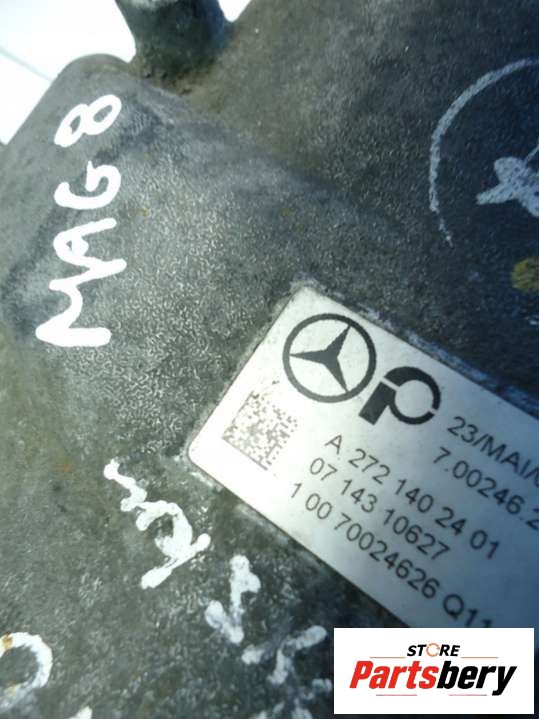 MAG 8
23/MAI/
7.00246.2
A 272 140 24 01
07 143 10627
1 00 70024626 Q11
STORE
Partsbery